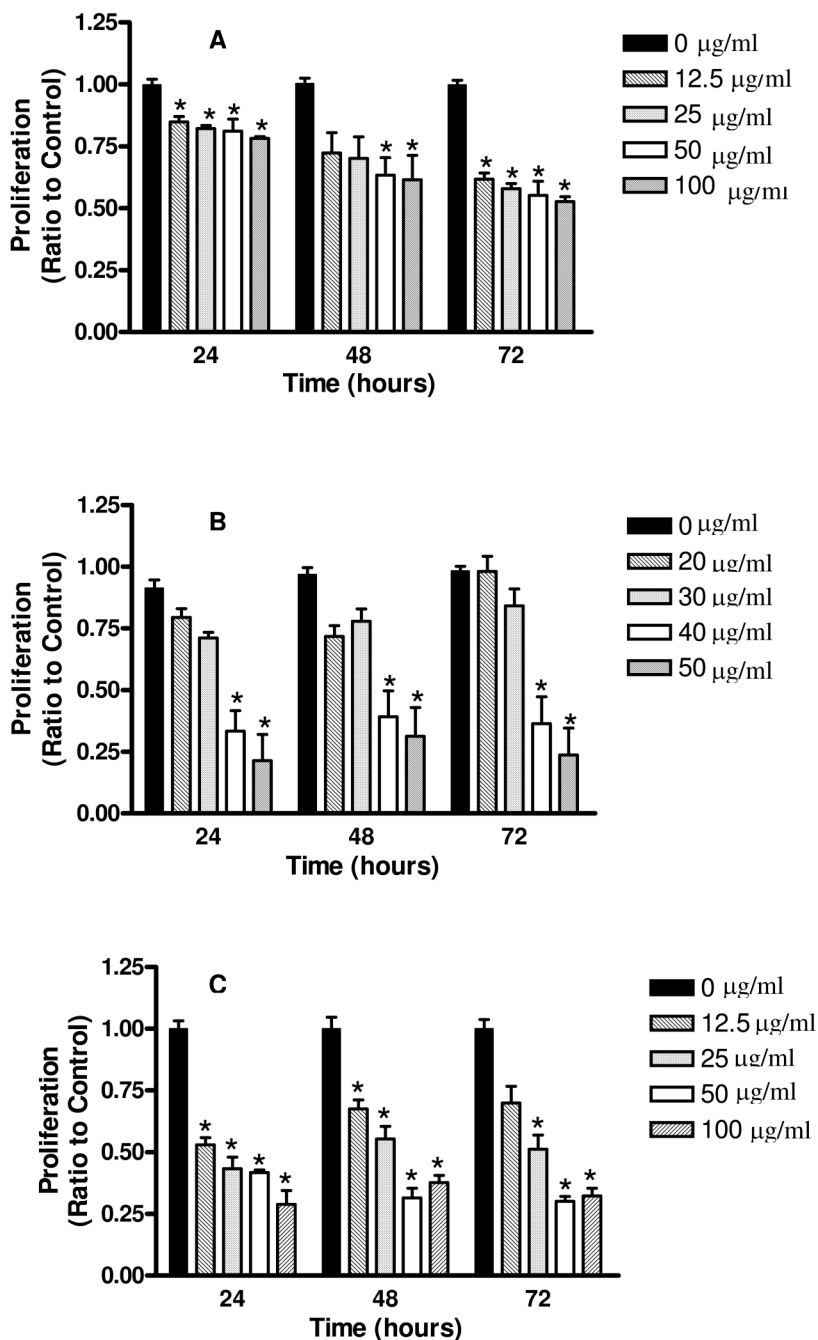 A
1.25
1.00
0.75
0.50
0.25
0.00
Proliferation
(Ratio to Control)
* * * *
* *
* * * *
24 48 72
Time (hours)
0 µg/ml
12.5 µg/ml
25 µg/ml
50 µg/ml
100 µg/ml
B
1.25
1.00
0.75
0.50
0.25
0.00
Proliferation
(Ratio to Control)
* *
* *
* *
24 48 72
Time (hours)
0 µg/ml
20 µg/ml
30 µg/ml
40 µg/ml
50 µg/ml
C
1.25
1.00
0.75
0.50
0.25
0.00
Proliferation
(Ratio to Control)
* * * *
* * * *
* * *
24 48 72
Time (hours)
0 µg/ml
12.5 µg/ml
25 µg/ml
50 µg/ml
100 µg/ml